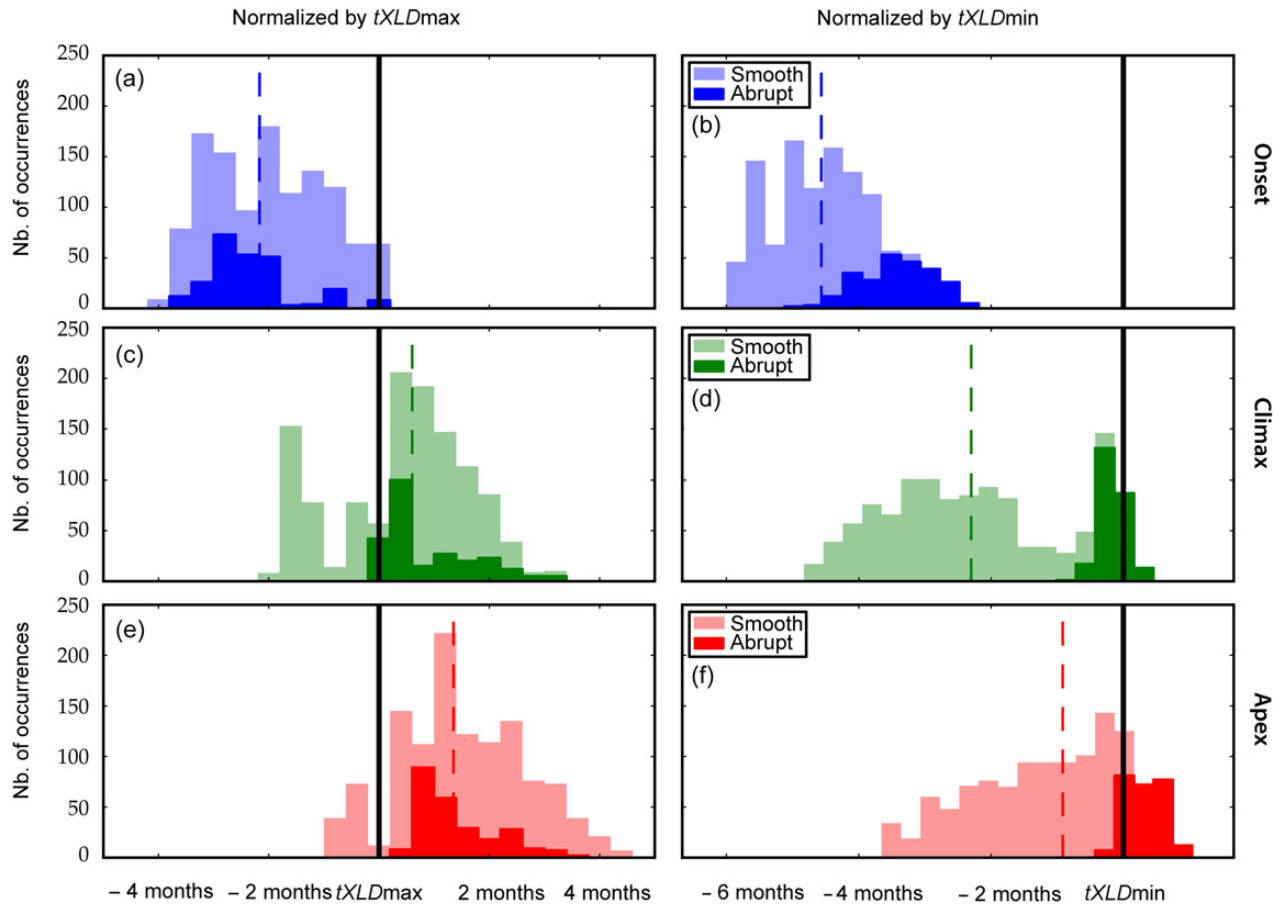 Normalized by tXLDmax
Normalized by tXLDmin
250
200
150
100
50
0
Nb. of occurrences
(a)
Smooth
Abrupt
(b)
Onset
250
200
150
100
50
0
Nb. of occurrences
(c)
Smooth
Abrupt
(d)
Climax
250
200
150
100
50
0
Nb. of occurrences
(e)
Smooth
Abrupt
(f)
Apex
– 4 months – 2 months tXLDmax 2 months 4 months
– 6 months – 4 months – 2 months tXLDmin